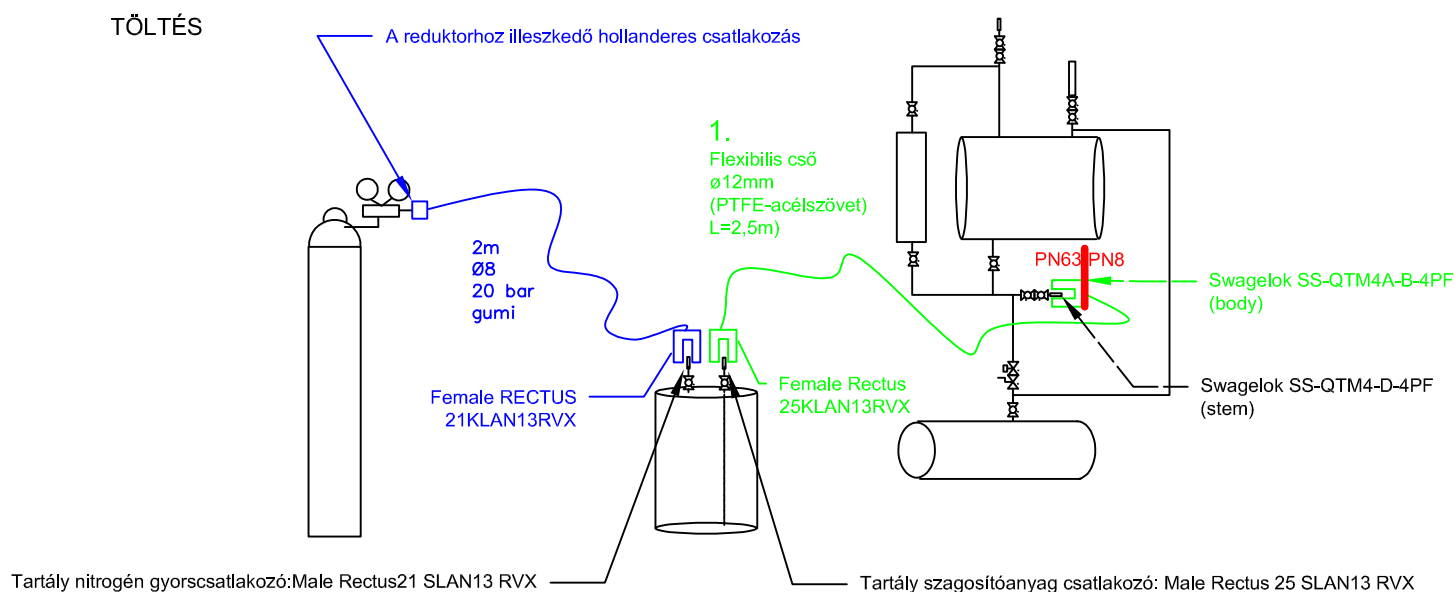 TÖLTÉS
A reduktorhoz illeszkedő hollanderes csatlakozás
1.
Flexibilis cső
ø12mm
(PTFE-acélszövet)
L=2,5m)
2m
Ø8
20 bar
gumi
PN63 PN8
Swagelok SS-QTM4A-B-4PF
(body)
Female RECTUS
21KLAN13RVX
Female Rectus
25KLAN13RVX
Swagelok SS-QTM4-D-4PF
(stem)
Tartály nitrogén gyorscsatlakozó:Male Rectus21 SLAN13 RVX
Tartály szagosítóanyag csatlakozó: Male Rectus 25 SLAN13 RVX